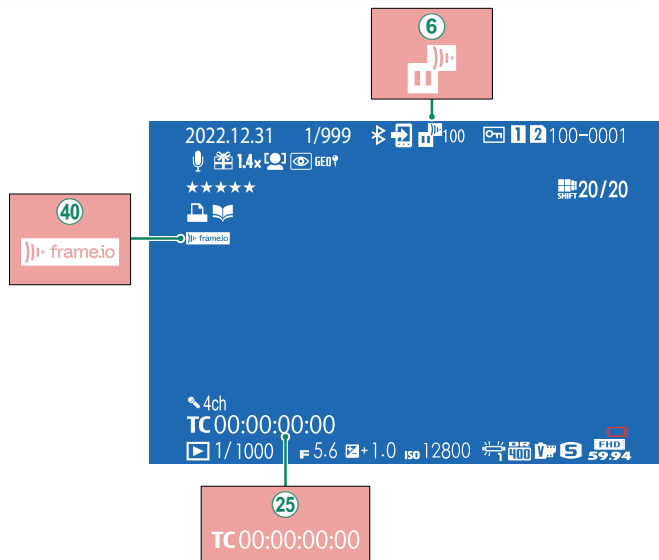 6
2022.12.31 1/999 100 1 2 100-0001
1.4x GEO
★★★★★ SHIFT 20/20
40
frame.io
frame.io
4ch
TC 00:00:00:00
1/1000 F 5.6 +1.0 ISO 12800 DR 400 V S FHD 59.94
25
TC 00:00:00:00